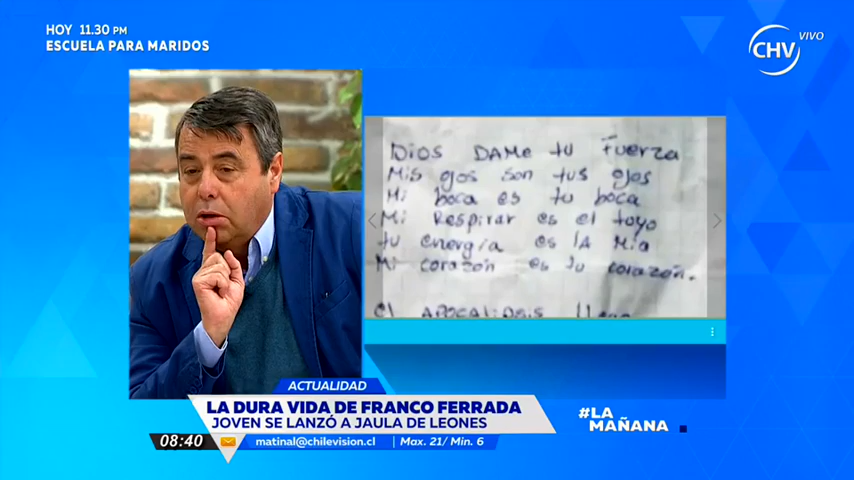 HOY 11.30 PM
ESCUELA PARA MARIDOS
CHV VIVO
DIOS DAME tu Fuerza
Mis ojos son tus ojos
Mi boca es tu boca
Mi Respirar es el tuyo
tu energía es LA Mía
Mi corazón es tu corazón.
el APOCALIPSIS
ACTUALIDAD
LA DURA VIDA DE FRANCO FERRADA
JOVEN SE LANZÓ A JAULA DE LEONES
#LA MAÑANA
08:40 matinal@chilevision.cl | Max. 21/ Min. 6